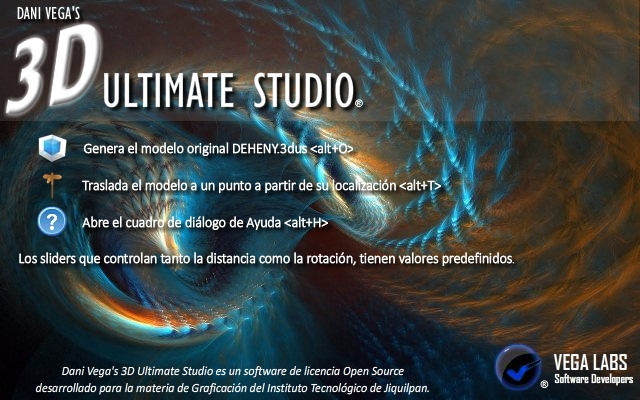 DANI VEGA'S
3D ULTIMATE STUDIO®
Genera el modelo original DEHENY.3dus <alt+O>
Traslada el modelo a un punto a partir de su localización <alt+T>
?
Abre el cuadro de diálogo de Ayuda <alt+H>
Los sliders que controlan tanto la distancia como la rotación, tienen valores predefinidos.
Dani Vega's 3D Ultimate Studio es un software de licencia Open Source
desarrollado para la materia de Graficación del Instituto Tecnológico de Jiquilpan.
® VEGA LABS
Software Developers